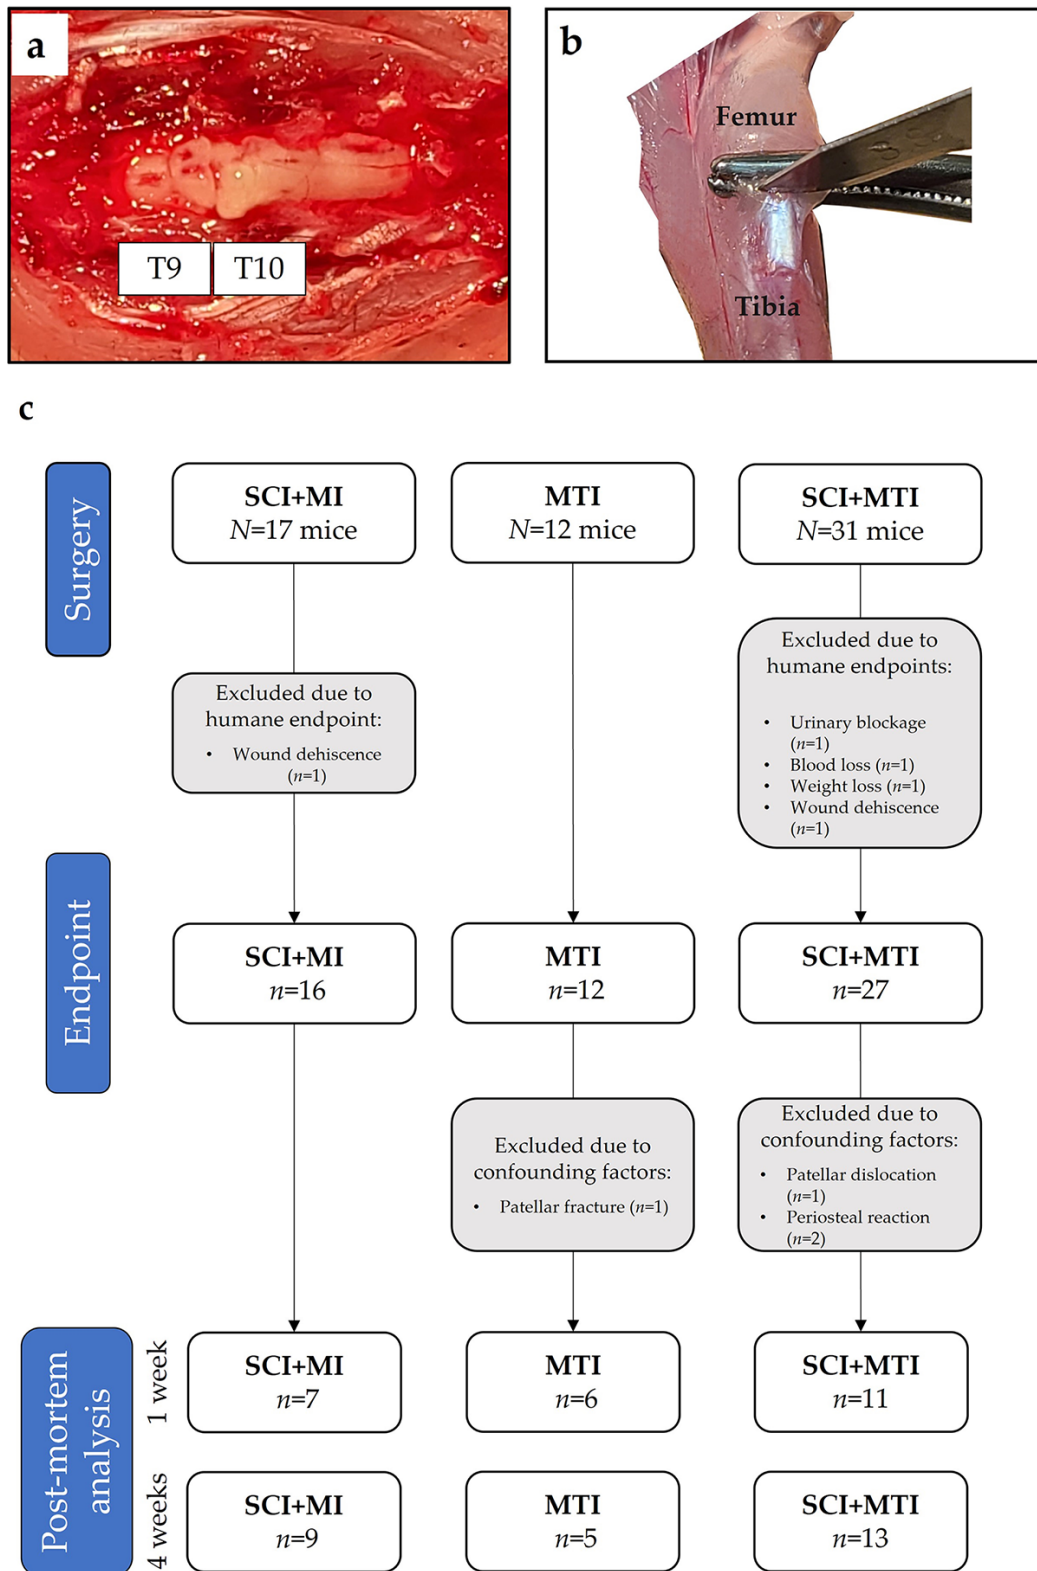 a
T9
T10
b
Femur
Tibia
c
Surgery
SCI+MI
N=17 mice
MTI
N=12 mice
SCI+MTI
N=31 mice
Excluded due to
humane endpoint:
• Wound dehiscence
(n=1)
Excluded due to
humane endpoints:
• Urinary blockage
(n=1)
• Blood loss (n=1)
• Weight loss (n=1)
• Wound dehiscence
(n=1)
Endpoint
SCI+MI
n=16
MTI
n=12
SCI+MTI
n=27
Excluded due to
confounding factors:
• Patellar fracture (n=1)
Excluded due to
confounding factors:
• Patellar dislocation
(n=1)
• Periosteal reaction
(n=2)
Post-mortem
analysis
1 week
SCI+MI
n=7
MTI
n=6
SCI+MTI
n=11
4 weeks
SCI+MI
n=9
MTI
n=5
SCI+MTI
n=13